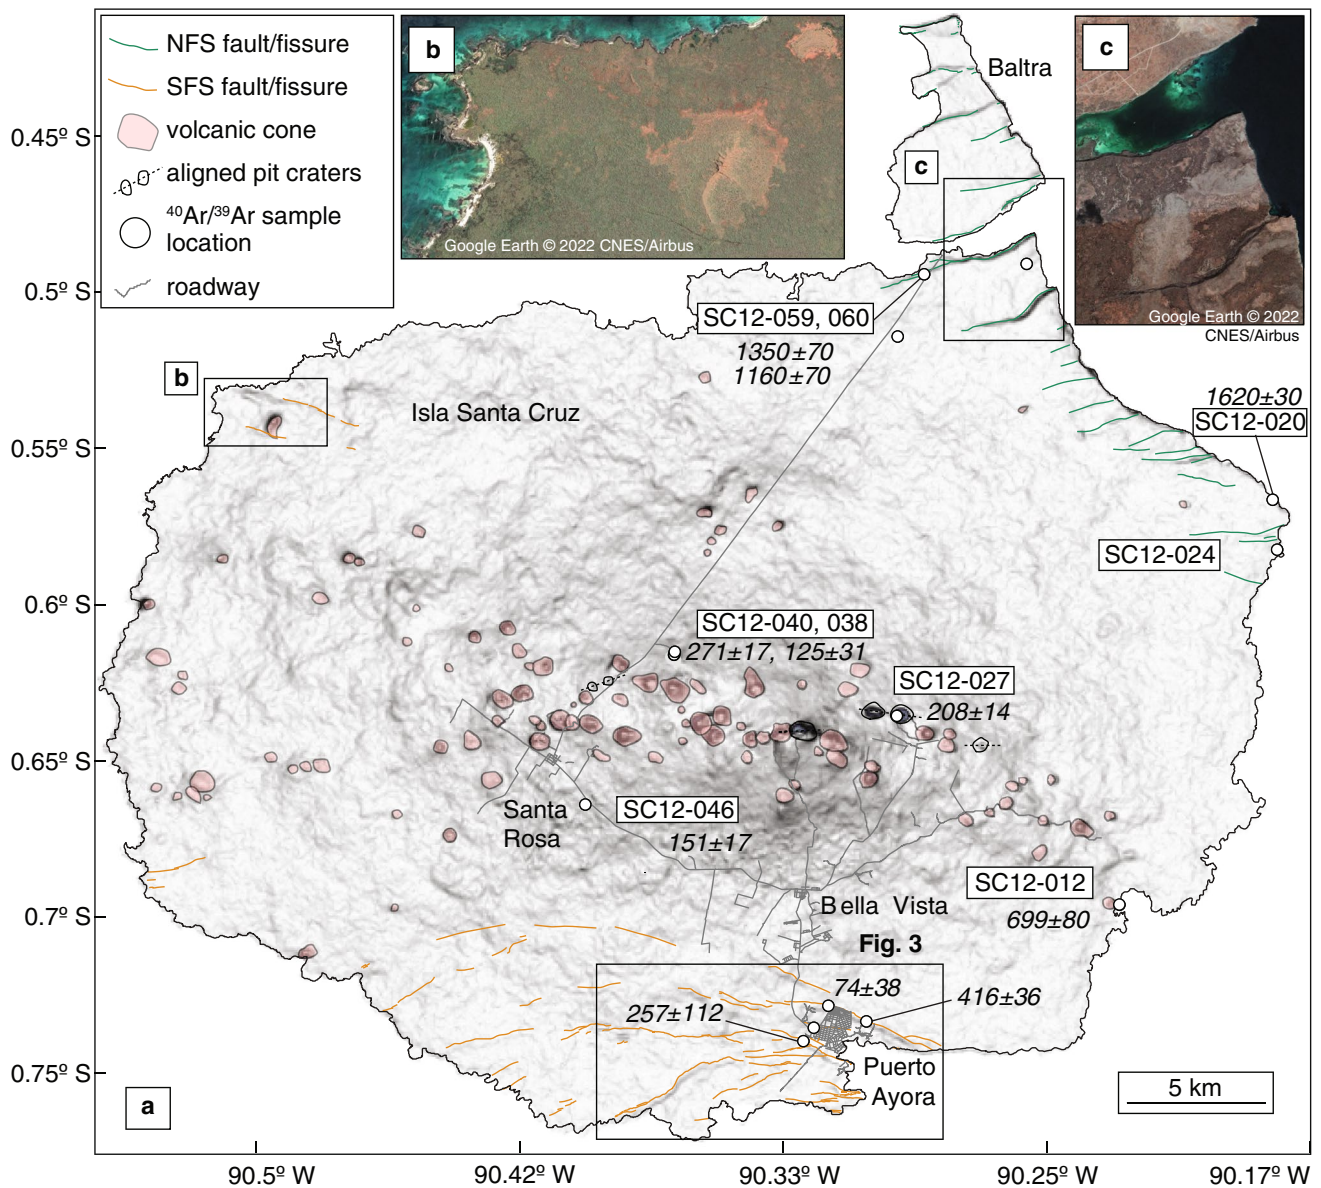 NFS fault/fissure
SFS fault/fissure
volcanic cone
aligned pit craters
⁴⁰Ar/³⁹Ar sample
location
roadway
b
Google Earth © 2022 CNES/Airbus
Baltra
c
c
Google Earth © 2022
CNES/Airbus
0.45º S
0.5º S
0.55º S
0.6º S
0.65º S
0.7º S
0.75º S
SC12-059, 060
1350±70
1160±70
b
Isla Santa Cruz
1620±30
SC12-020
SC12-024
SC12-040, 038
271±17, 125±31
SC12-027
208±14
Santa
Rosa
SC12-046
151±17
SC12-012
699±80
Bella Vista
Fig. 3
74±38
416±36
257±112
Puerto
Ayora
a
5 km
90.5º W
90.42º W
90.33º W
90.25º W
90.17º W